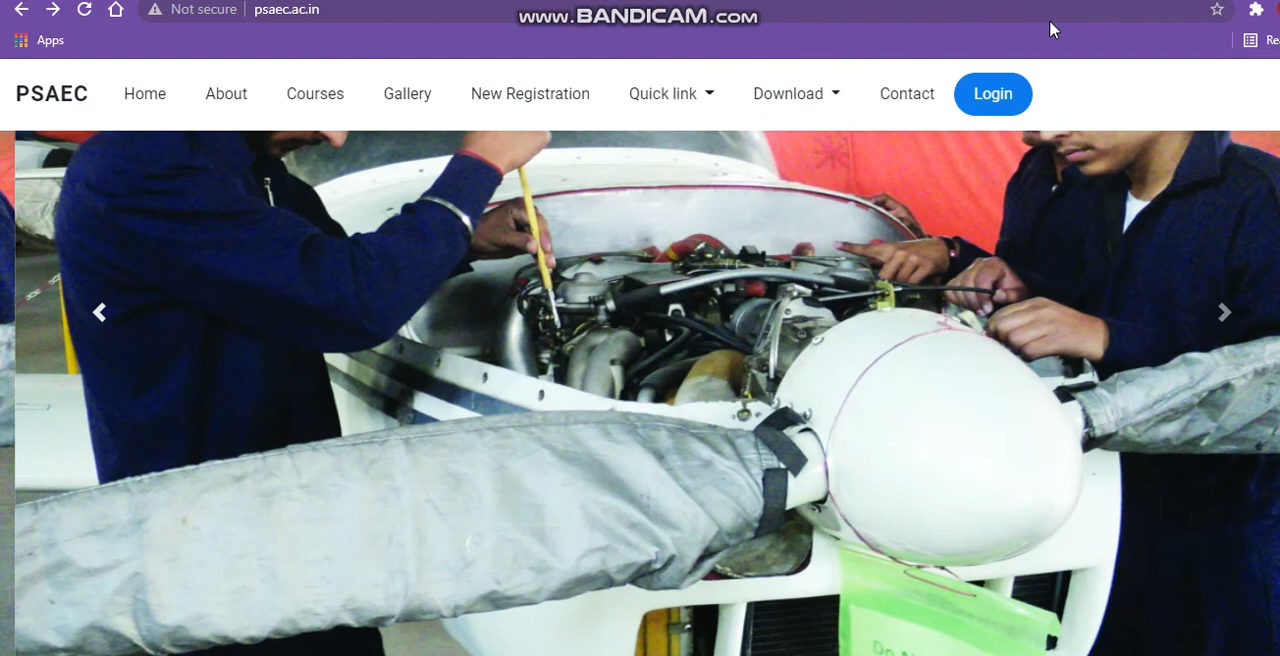 Not secure psaec.ac.in
www.BANDICAM.com
Apps
PSAEC Home About Courses Gallery New Registration Quick link Download Contact Login
Do